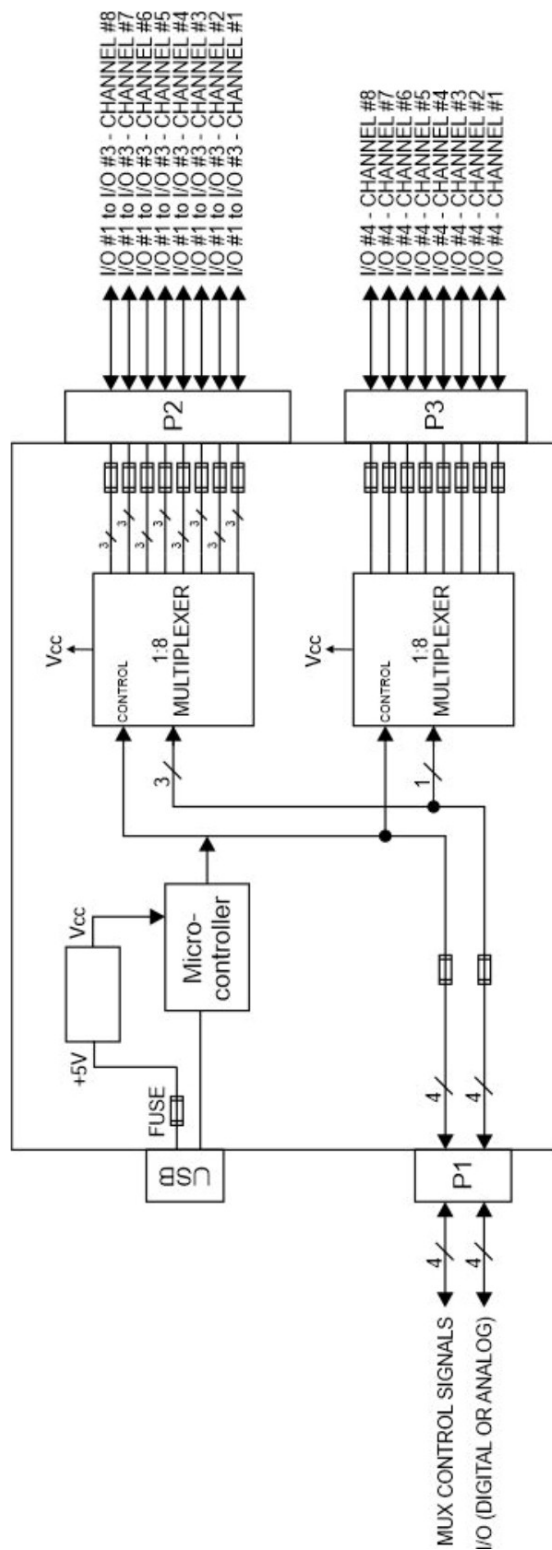 I/O #1 to I/O #3 - CHANNEL #8
I/O #1 to I/O #3 - CHANNEL #7
I/O #1 to I/O #3 - CHANNEL #6
I/O #1 to I/O #3 - CHANNEL #5
I/O #1 to I/O #3 - CHANNEL #4
I/O #1 to I/O #3 - CHANNEL #3
I/O #1 to I/O #3 - CHANNEL #2
I/O #1 to I/O #3 - CHANNEL #1
I/O #4 - CHANNEL #8
I/O #4 - CHANNEL #7
I/O #4 - CHANNEL #6
I/O #4 - CHANNEL #5
I/O #4 - CHANNEL #4
I/O #4 - CHANNEL #3
I/O #4 - CHANNEL #2
I/O #4 - CHANNEL #1
P2
P3
3
3
3
3
3
3
3
3
Vcc
CONTROL
1:8
MULTIPLEXER
Vcc
CONTROL
1:8
MULTIPLEXER
3
1
+5V
Vcc
Micro-
controller
FUSE
USB
4
4
P1
4
4
MUX CONTROL SIGNALS
I/O (DIGITAL OR ANALOG)